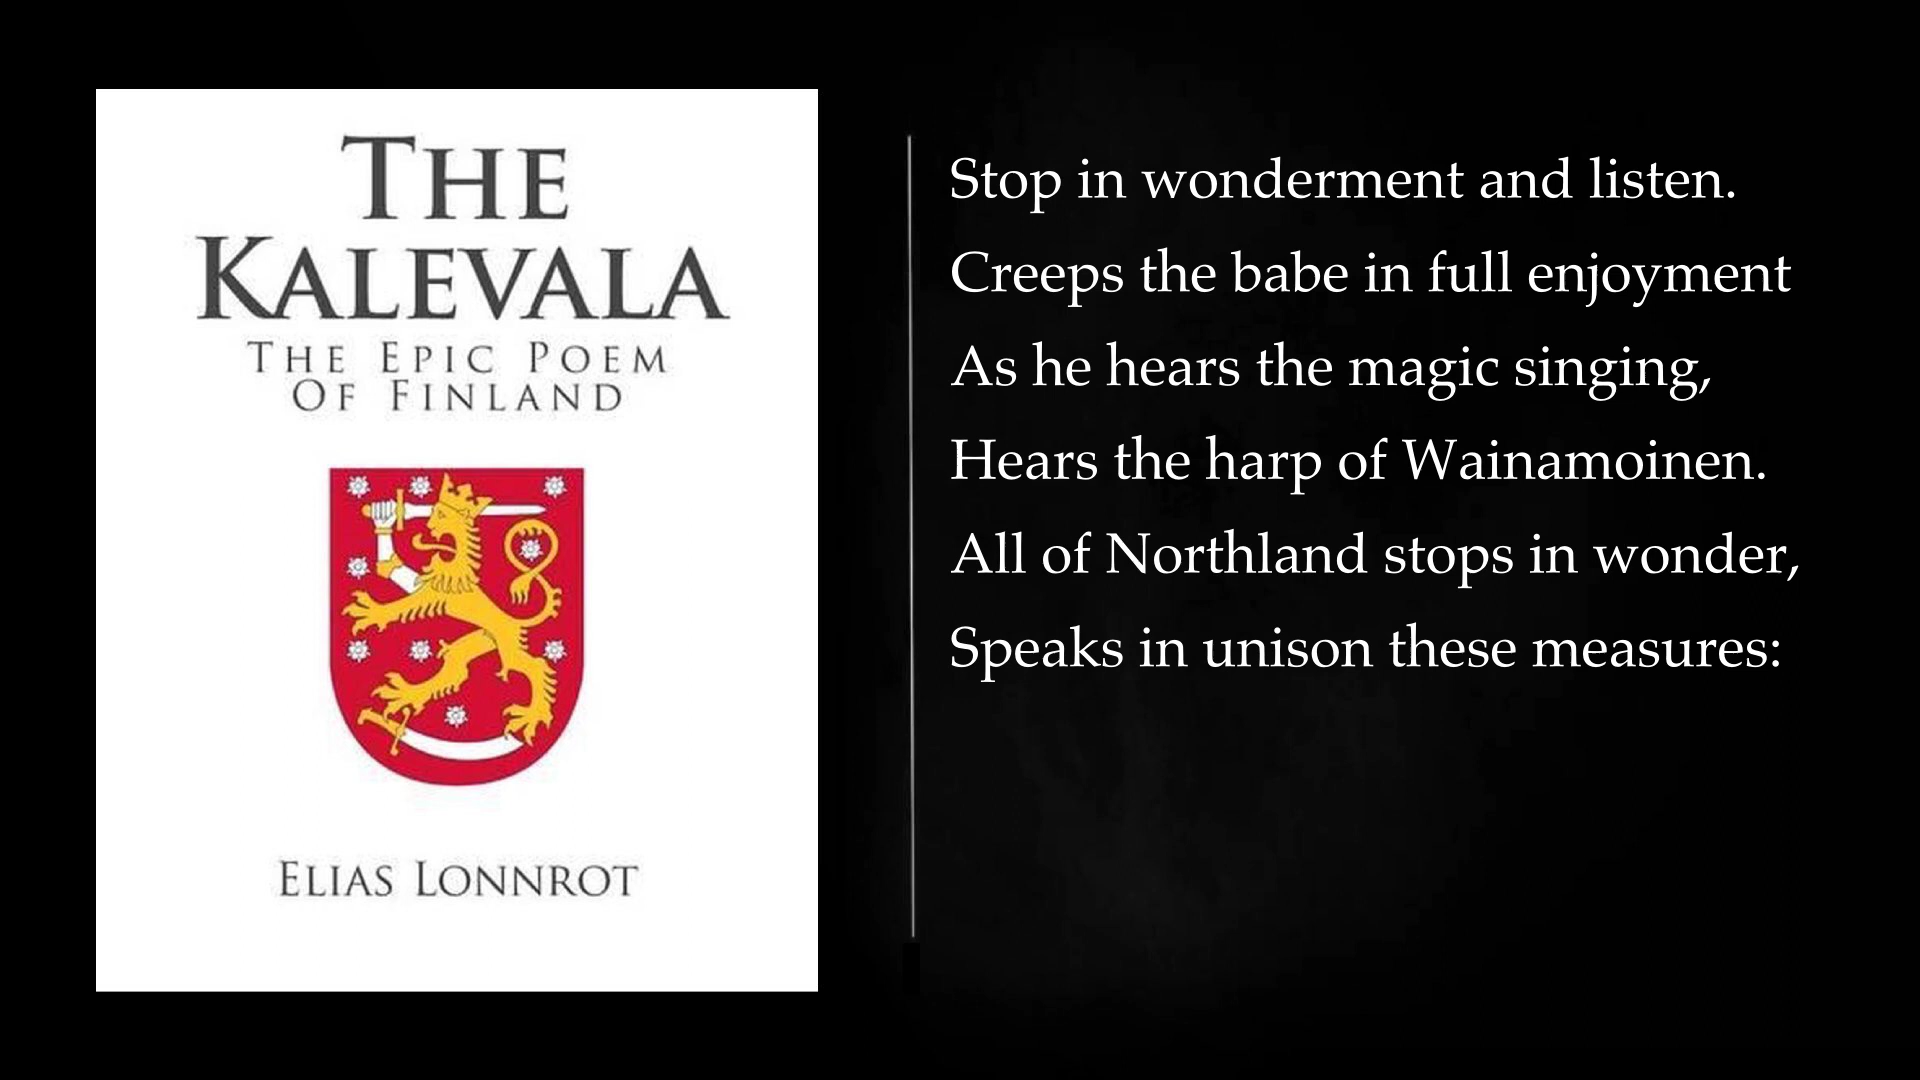 THE
KALEVALA
THE EPIC POEM
OF FINLAND
ELIAS LONNROT
Stop in wonderment and listen.
Creeps the babe in full enjoyment
As he hears the magic singing,
Hears the harp of Wainamoinen.
All of Northland stops in wonder,
Speaks in unison these measures: